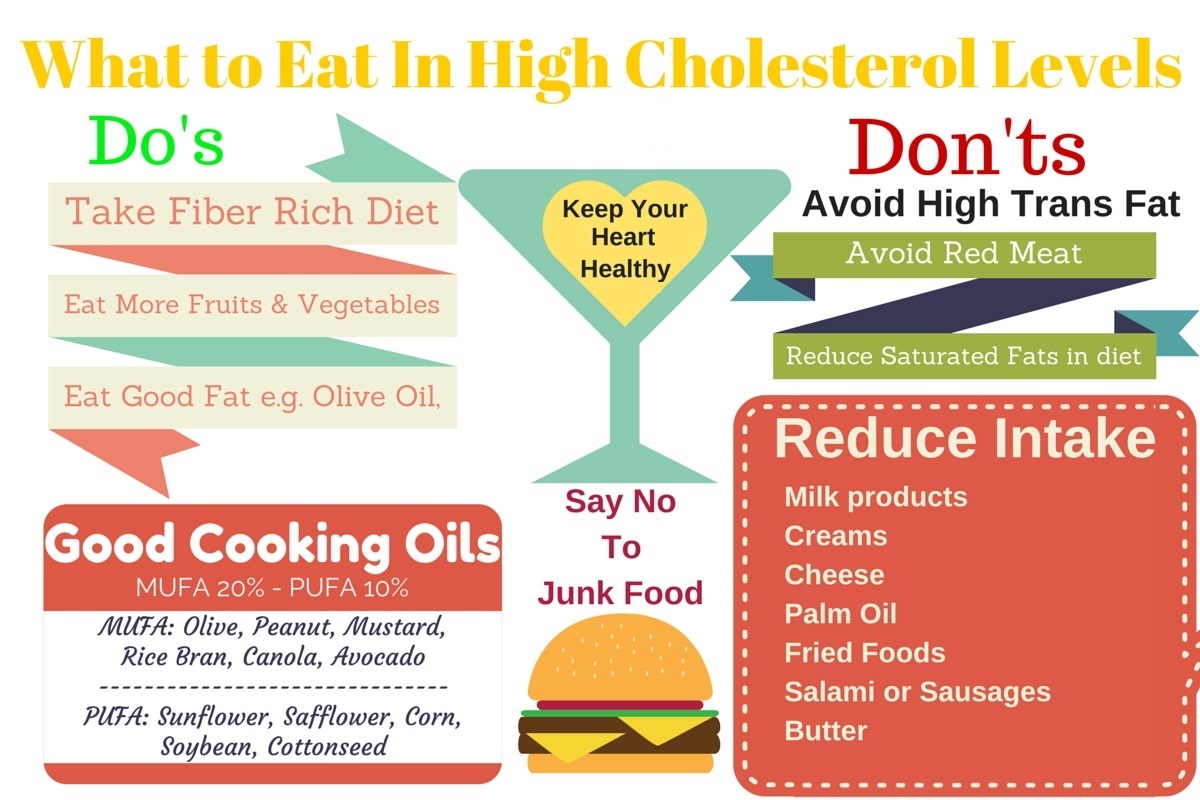 What to Eat In High Cholesterol Levels
Do's
Take Fiber Rich Diet
Eat More Fruits & Vegetables
Eat Good Fat e.g. Olive Oil,
Good Cooking Oils
MUFA 20% - PUFA 10%
MUFA: Olive, Peanut, Mustard,
Rice Bran, Canola, Avocado
--------------------------------
PUFA: Sunflower, Safflower, Corn,
Soybean, Cottonseed
Keep Your
Heart
Healthy
Say No
To
Junk Food
Don'ts
Avoid High Trans Fat
Avoid Red Meat
Reduce Saturated Fats in diet
Reduce Intake
Milk products
Creams
Cheese
Palm Oil
Fried Foods
Salami or Sausages
Butter